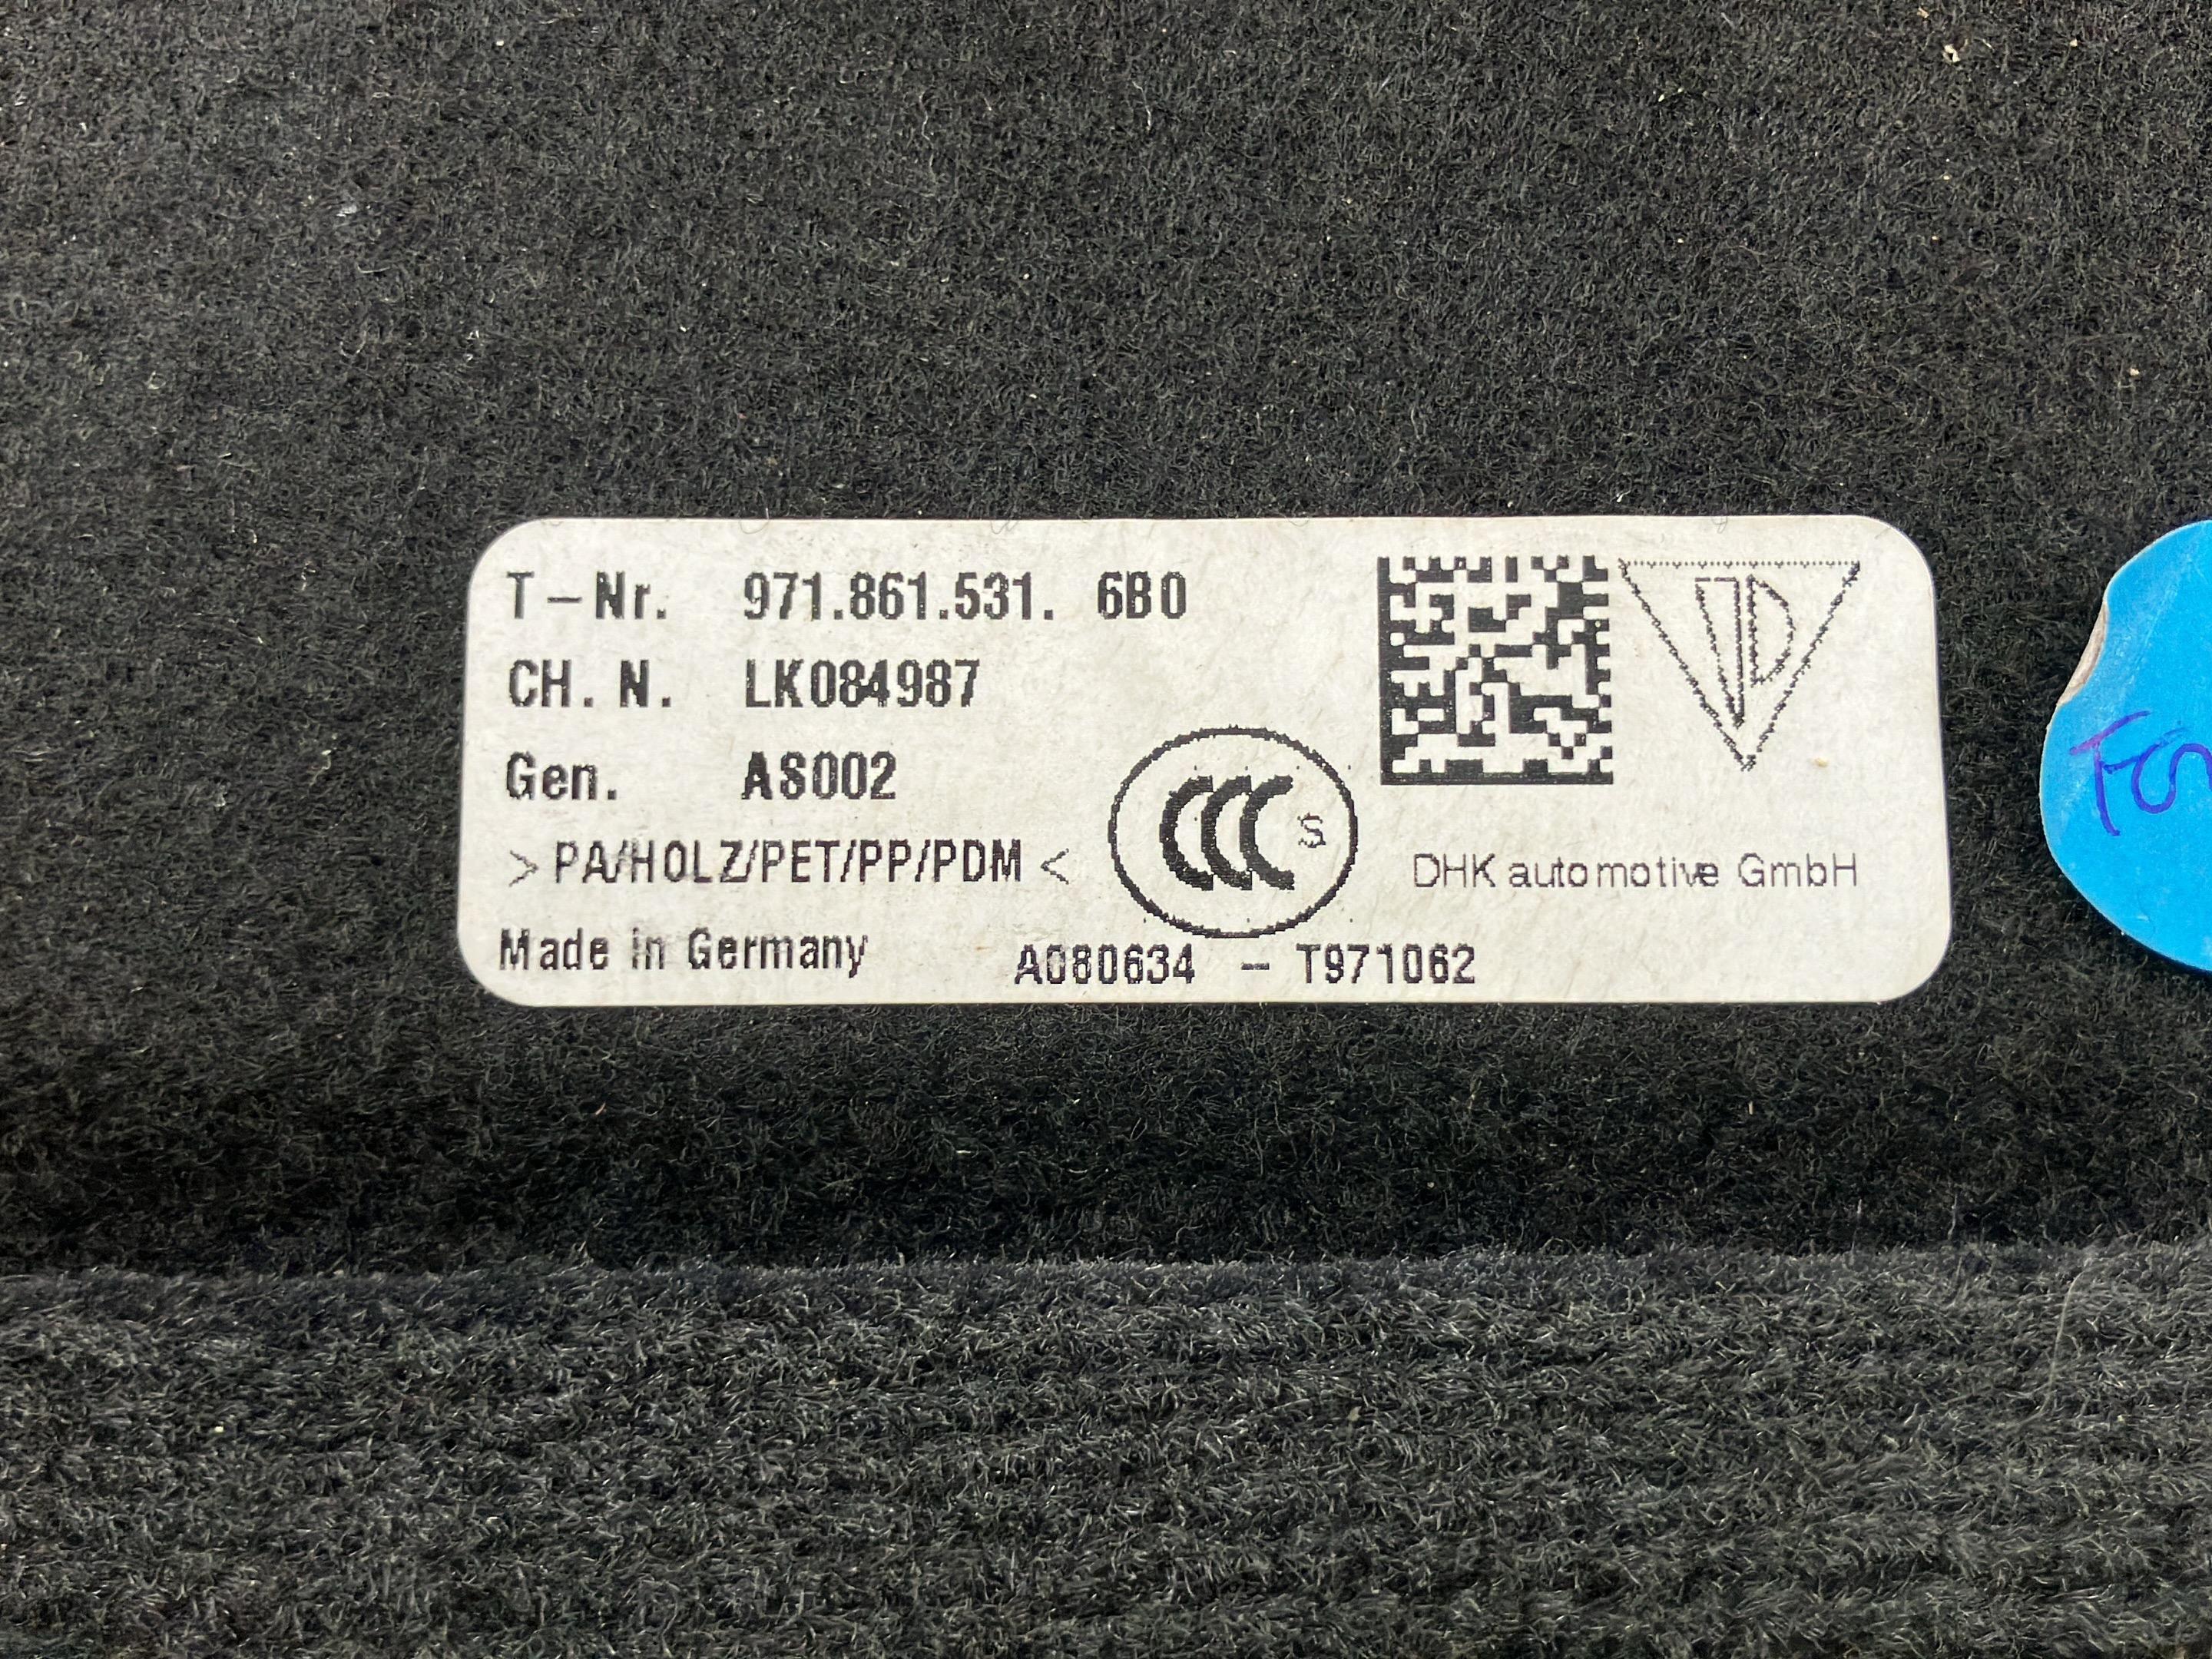 T-Nr. 971.861.531. 6B0
CH. N. LK084987
Gen. AS002
>PA/HOLZ/PET/PP/PDM<
CCC S
DHK automotive GmbH
Made in Germany A080634 - T971062